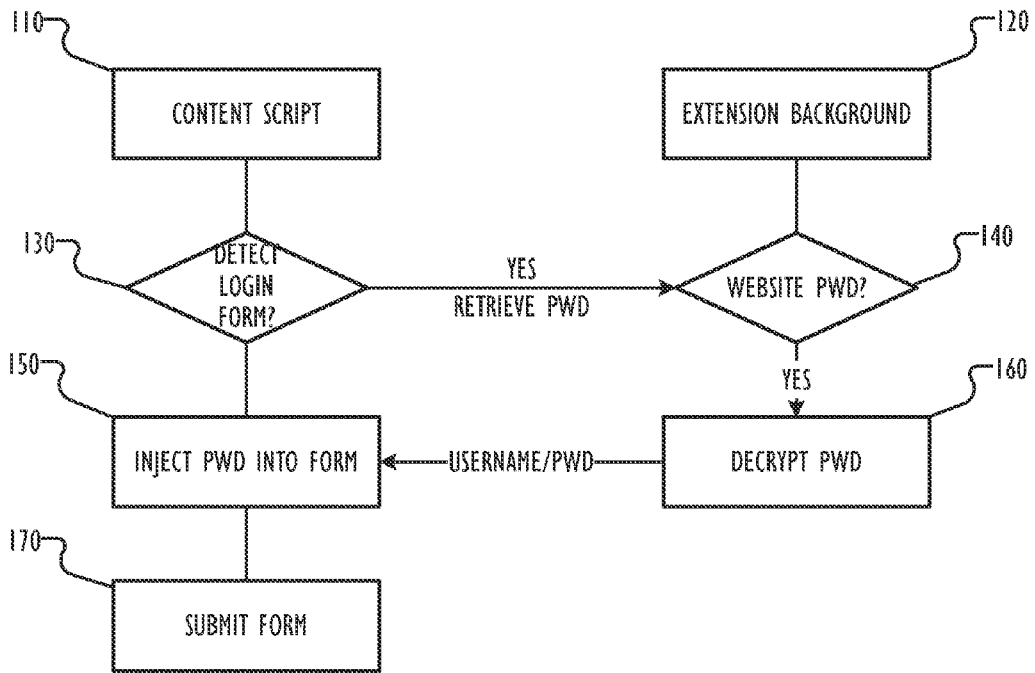 110
120
CONTENT SCRIPT
EXTENSION BACKGROUND
130
DETECT
LOGIN
FORM?
YES
RETRIEVE PWD
WEBSITE PWD?
140
150
YES
160
INJECT PWD INTO FORM
USERNAME/PWD
DECRYPT PWD
170
SUBMIT FORM